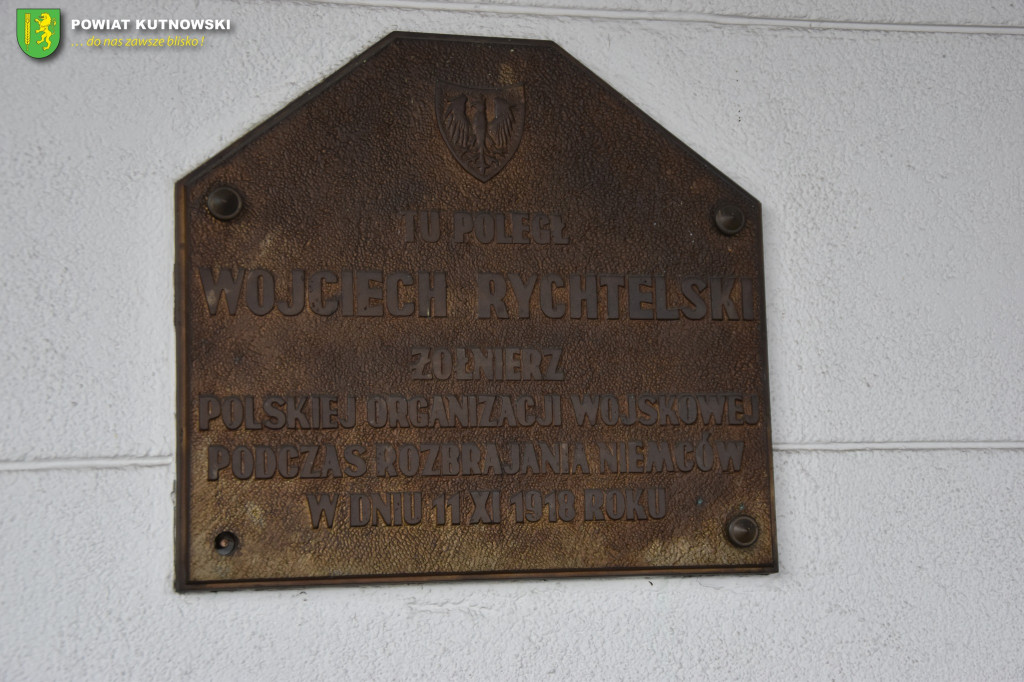 POWIAT KUTNOWSKI
... do nas zawsze blisko !
TU POLEGŁ
WOJCIECH RYCHTELSKI
ŻOŁNIERZ
POLSKIEJ ORGANIZACJI WOJSKOWEJ
PODCZAS ROZBRAJANIA NIEMCÓW
W DNIU 11 XI 1918 ROKU